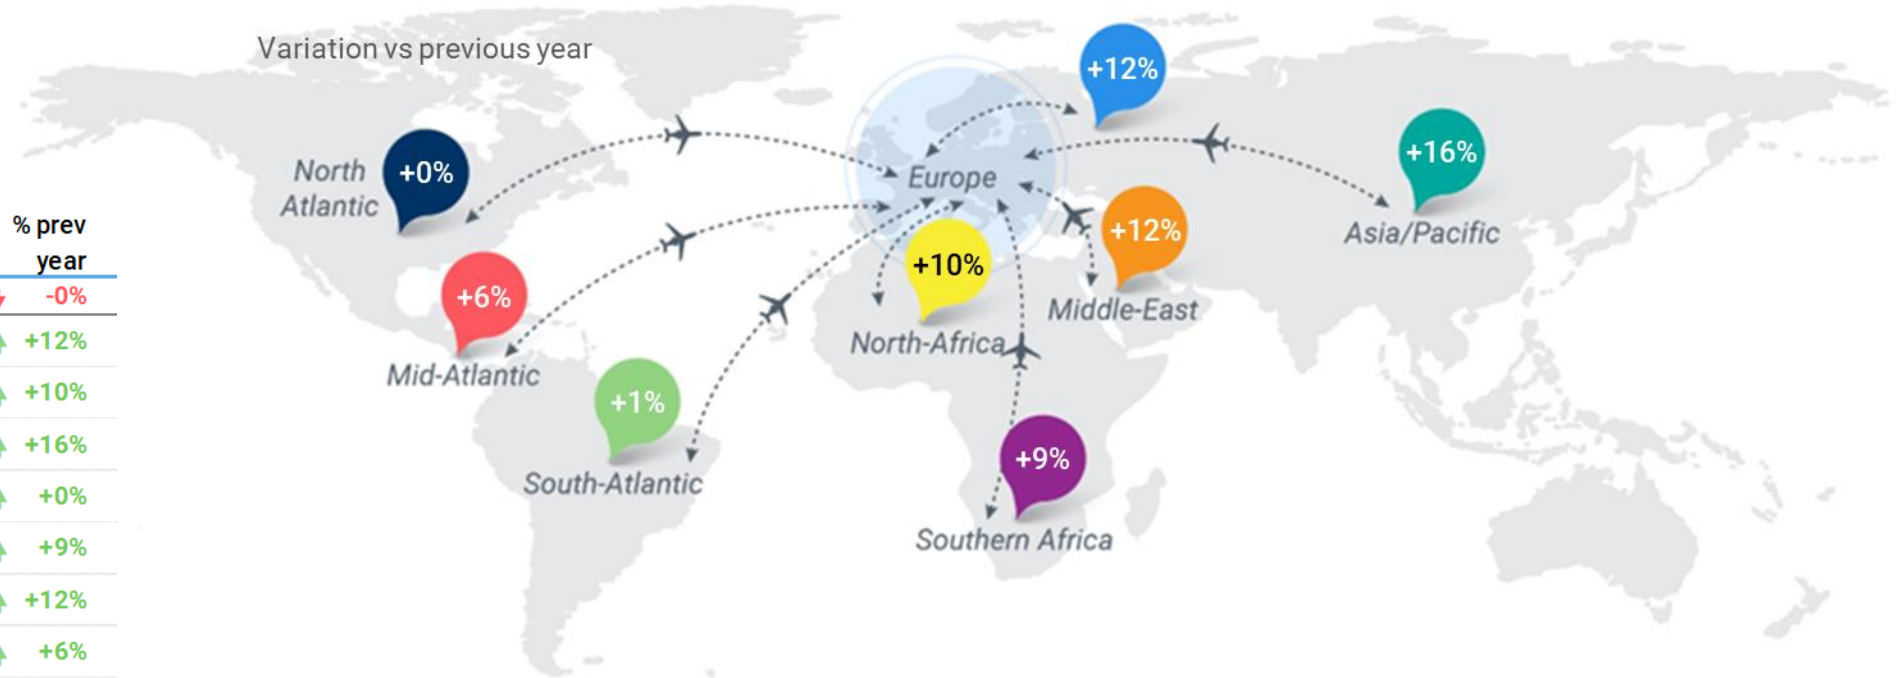 Variation vs previous year
% prev
year
-0%
+12%
+10%
+16%
+0%
+9%
+12%
+6%
+12%
+0%
North
Atlantic
+16%
Asia/Pacific
Europe
+12%
Middle-East
+10%
North-Africa
+6%
Mid-Atlantic
+1%
South-Atlantic
+9%
Southern Africa